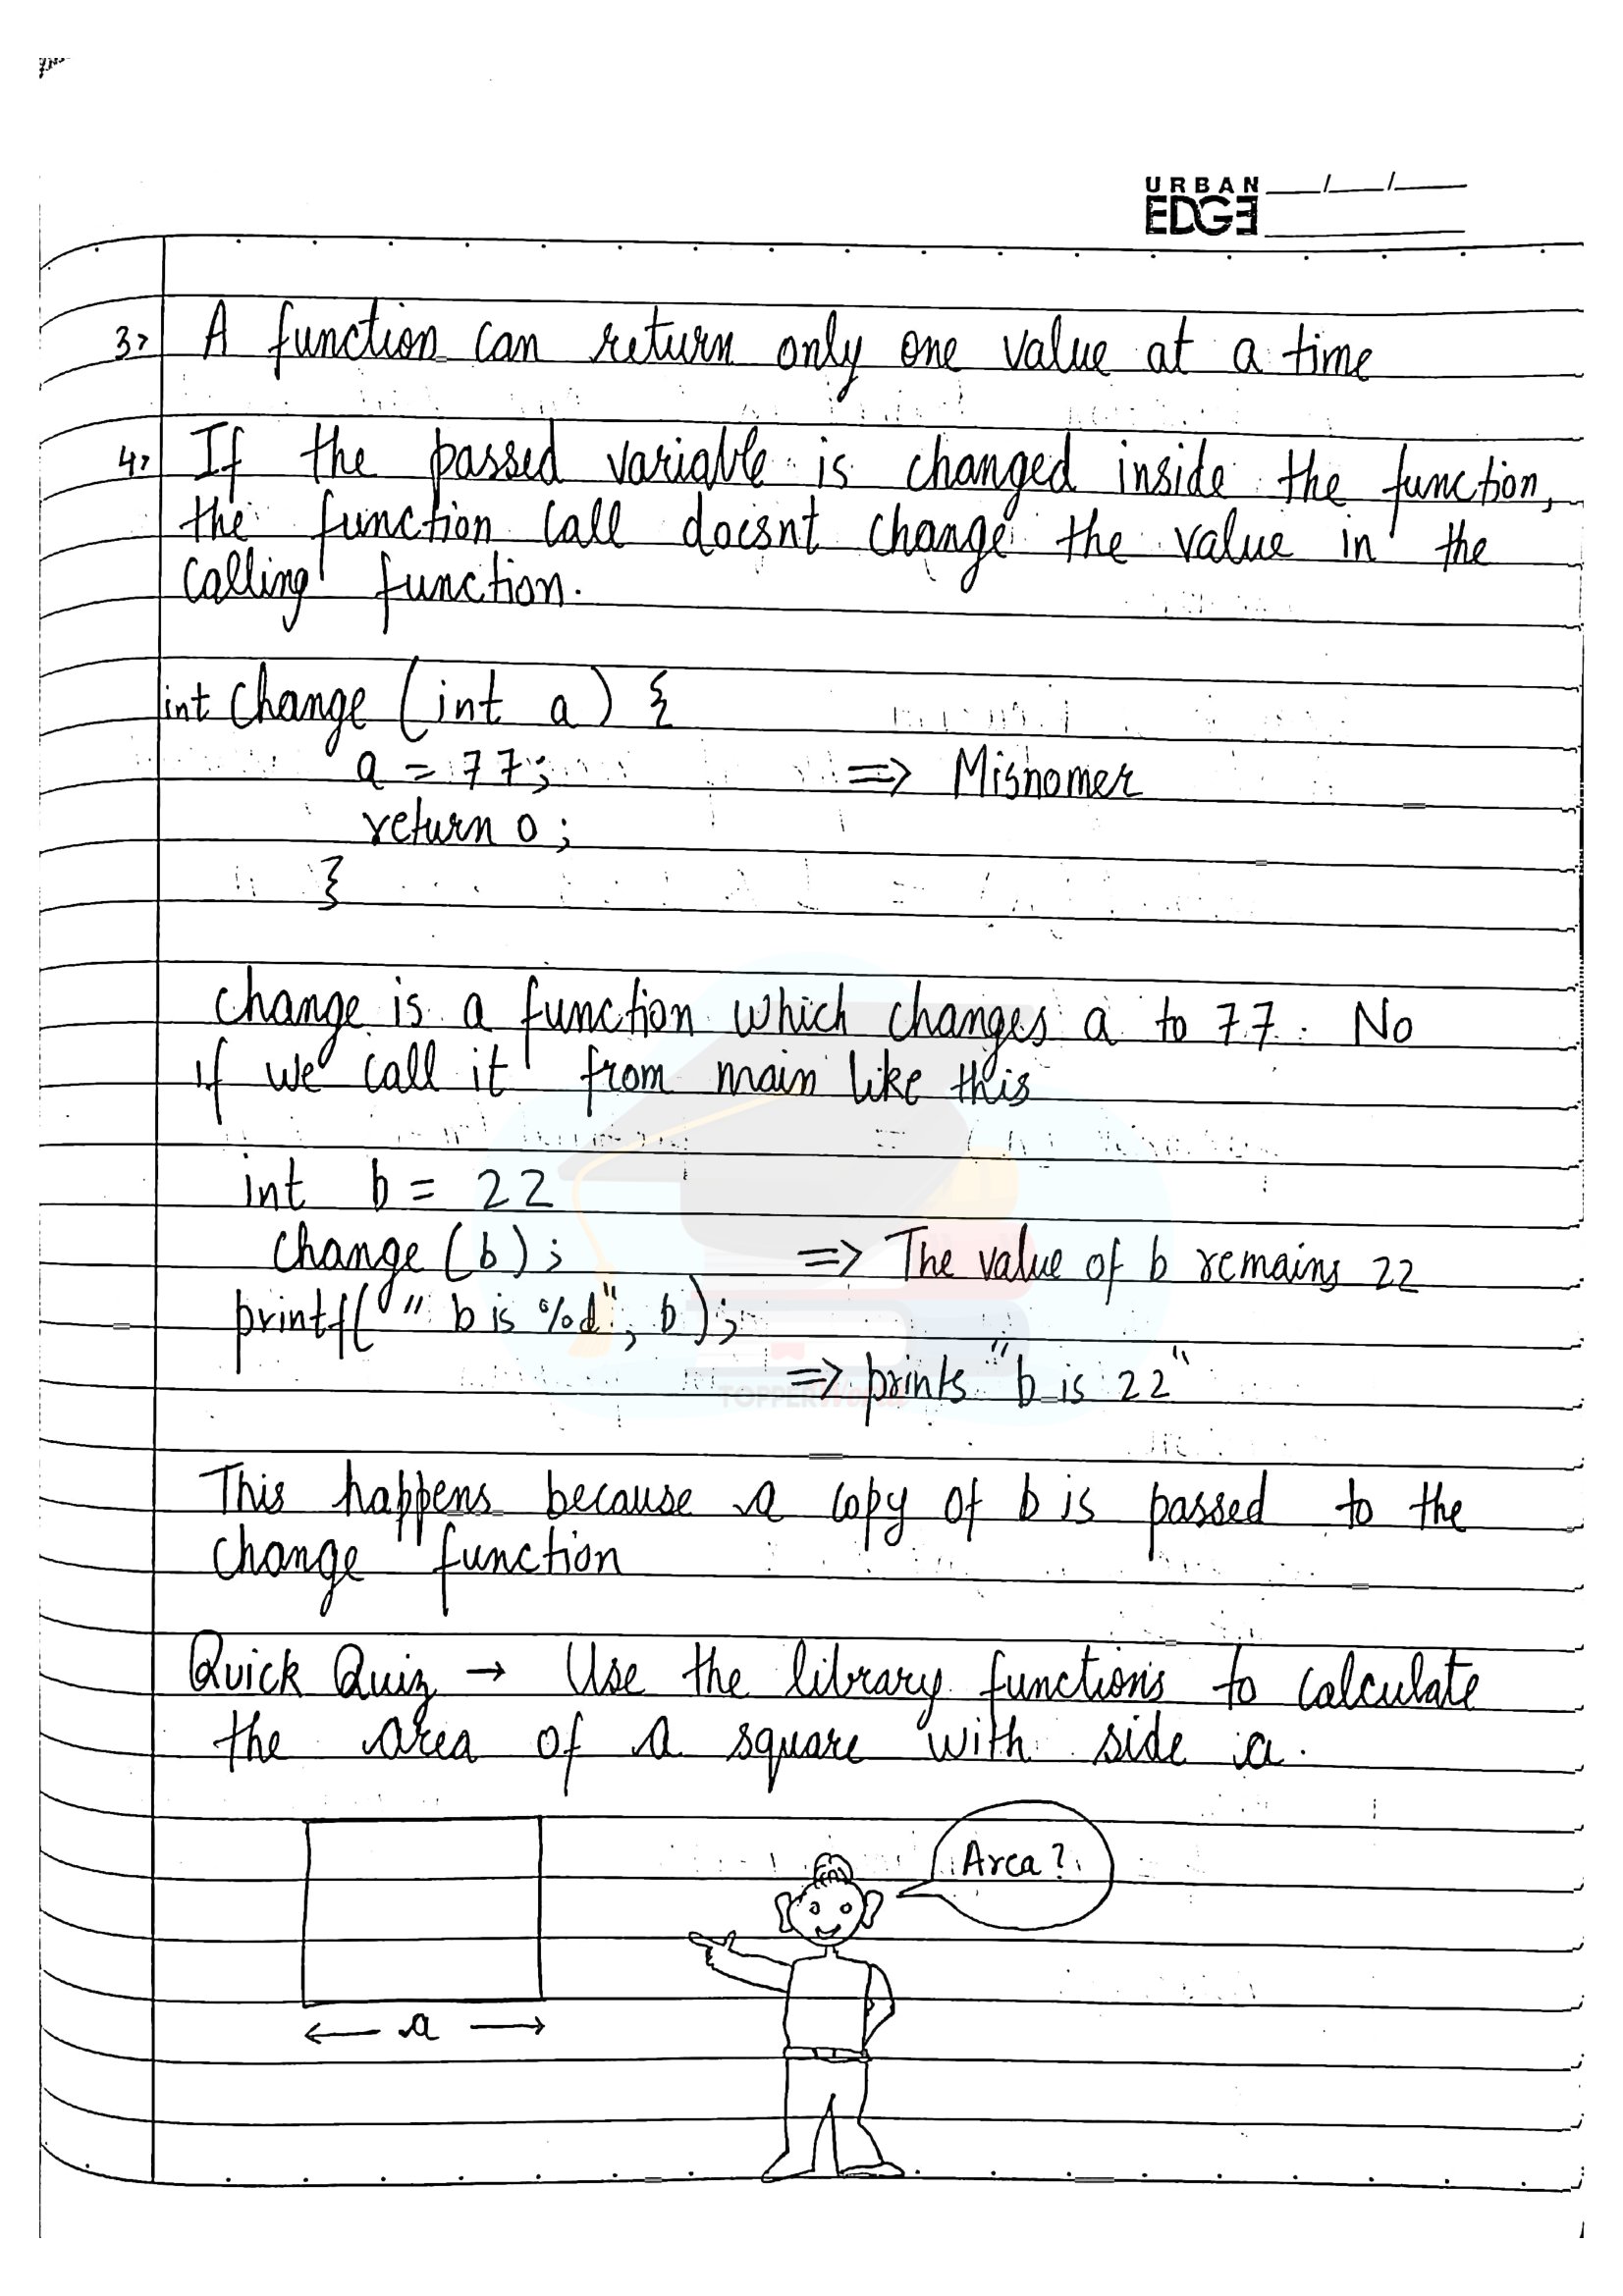 URBAN
EDGE
3> A function can return only one value at a time
4> If the passed variable is changed inside the function,
the function call doesnt change the value in the
calling function.
int change (int a) {
a = 77; => Misnomer
return 0;
}
change is a function which changes a to 77. No
if we call it from main like this
int b = 22
change (b); => The value of b remains 22
printf(" b is %d", b);
=> prints "b is 22"
TOPPERWorld
This happens because a copy of b is passed to the
change function
Quick Quiz → Use the library functions to calculate
the area of a square with side a.
Area?
← a →